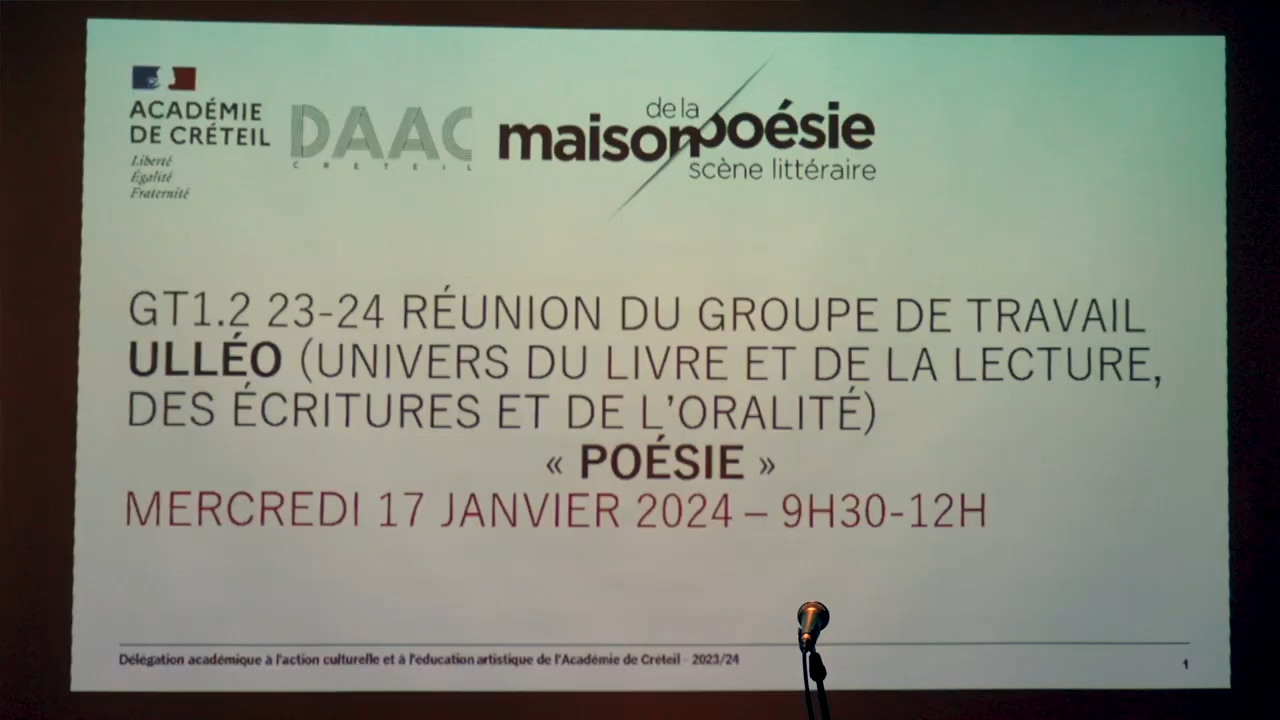 ACADÉMIE
DE CRÉTEIL
Liberté
Égalité
Fraternité
DAAC
CRETEIL
de la
maison poésie
scène littéraire
GT1.2 23-24 RÉUNION DU GROUPE DE TRAVAIL
ULLÉO (UNIVERS DU LIVRE ET DE LA LECTURE,
DES ÉCRITURES ET DE L'ORALITÉ)
« POÉSIE »
MERCREDI 17 JANVIER 2024 – 9H30-12H
Délégation académique à l'action culturelle et à l'éducation artistique de l'Académie de Créteil - 2023/24
1